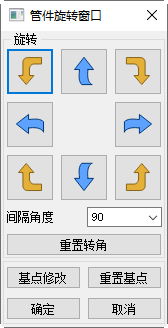 管件旋转窗口
旋转
间隔角度 90
重置转角
基点修改 重置基点
确定 取消